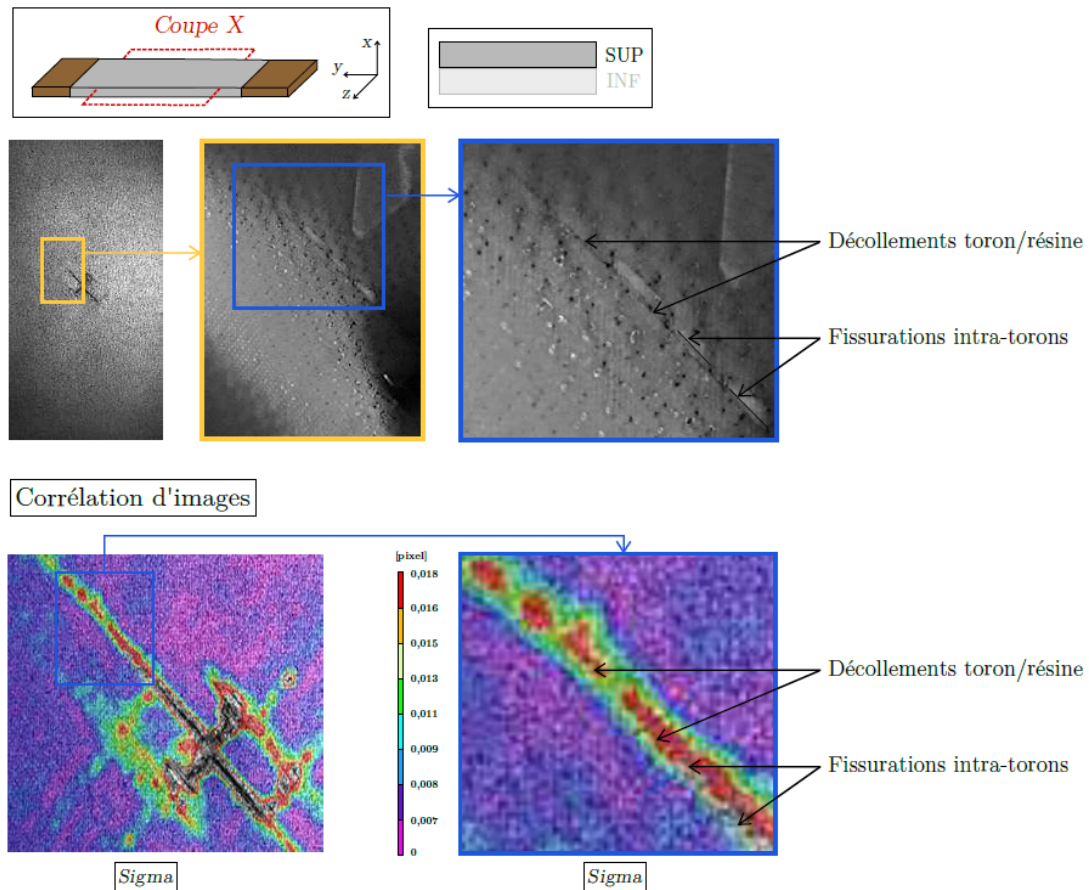 Coupe X
x
y
z
SUP
INF
Décollements toron/résine
Fissurations intra-torons
Corrélation d'images
[pixel]
0,018
0,016
0,015
0,013
0,011
0,009
0,008
0,007
0
Décollements toron/résine
Fissurations intra-torons
Sigma
Sigma